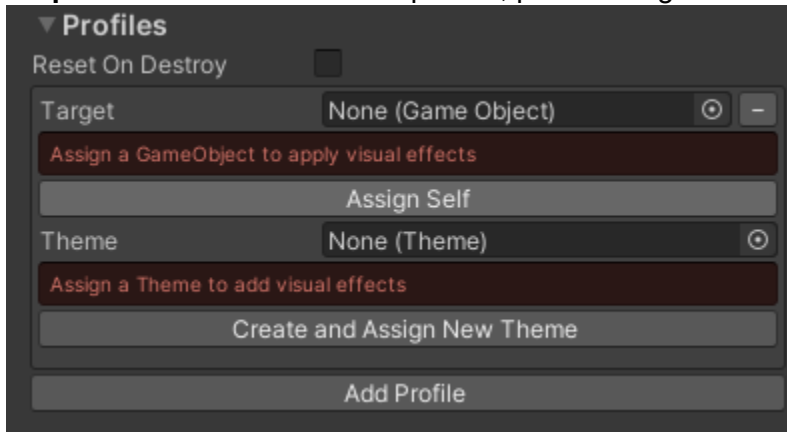 Profiles
Reset On Destroy
Target None (Game Object)
Assign a GameObject to apply visual effects
Assign Self
Theme None (Theme)
Assign a Theme to add visual effects
Create and Assign New Theme
Add Profile